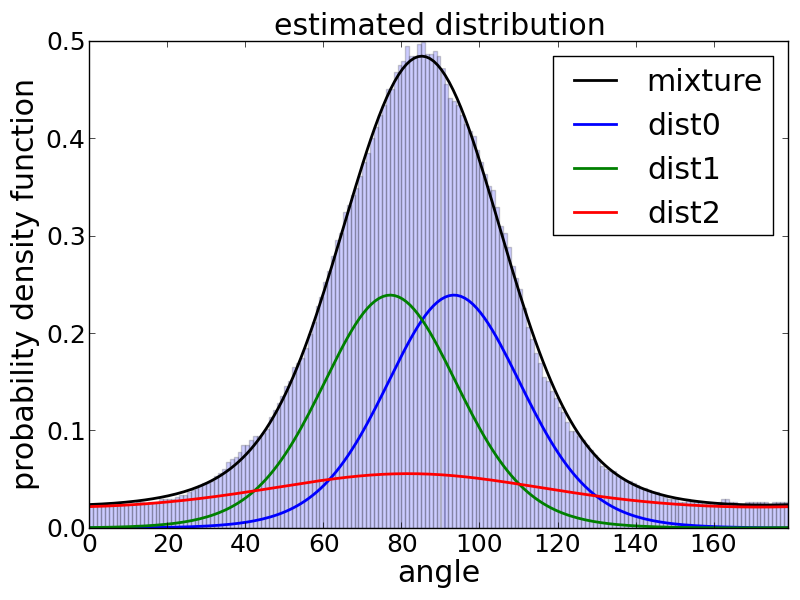 estimated distribution
probability density function
0.5
0.4
0.3
0.2
0.1
0.0
mixture
dist0
dist1
dist2
0 20 40 60 80 100 120 140 160
angle